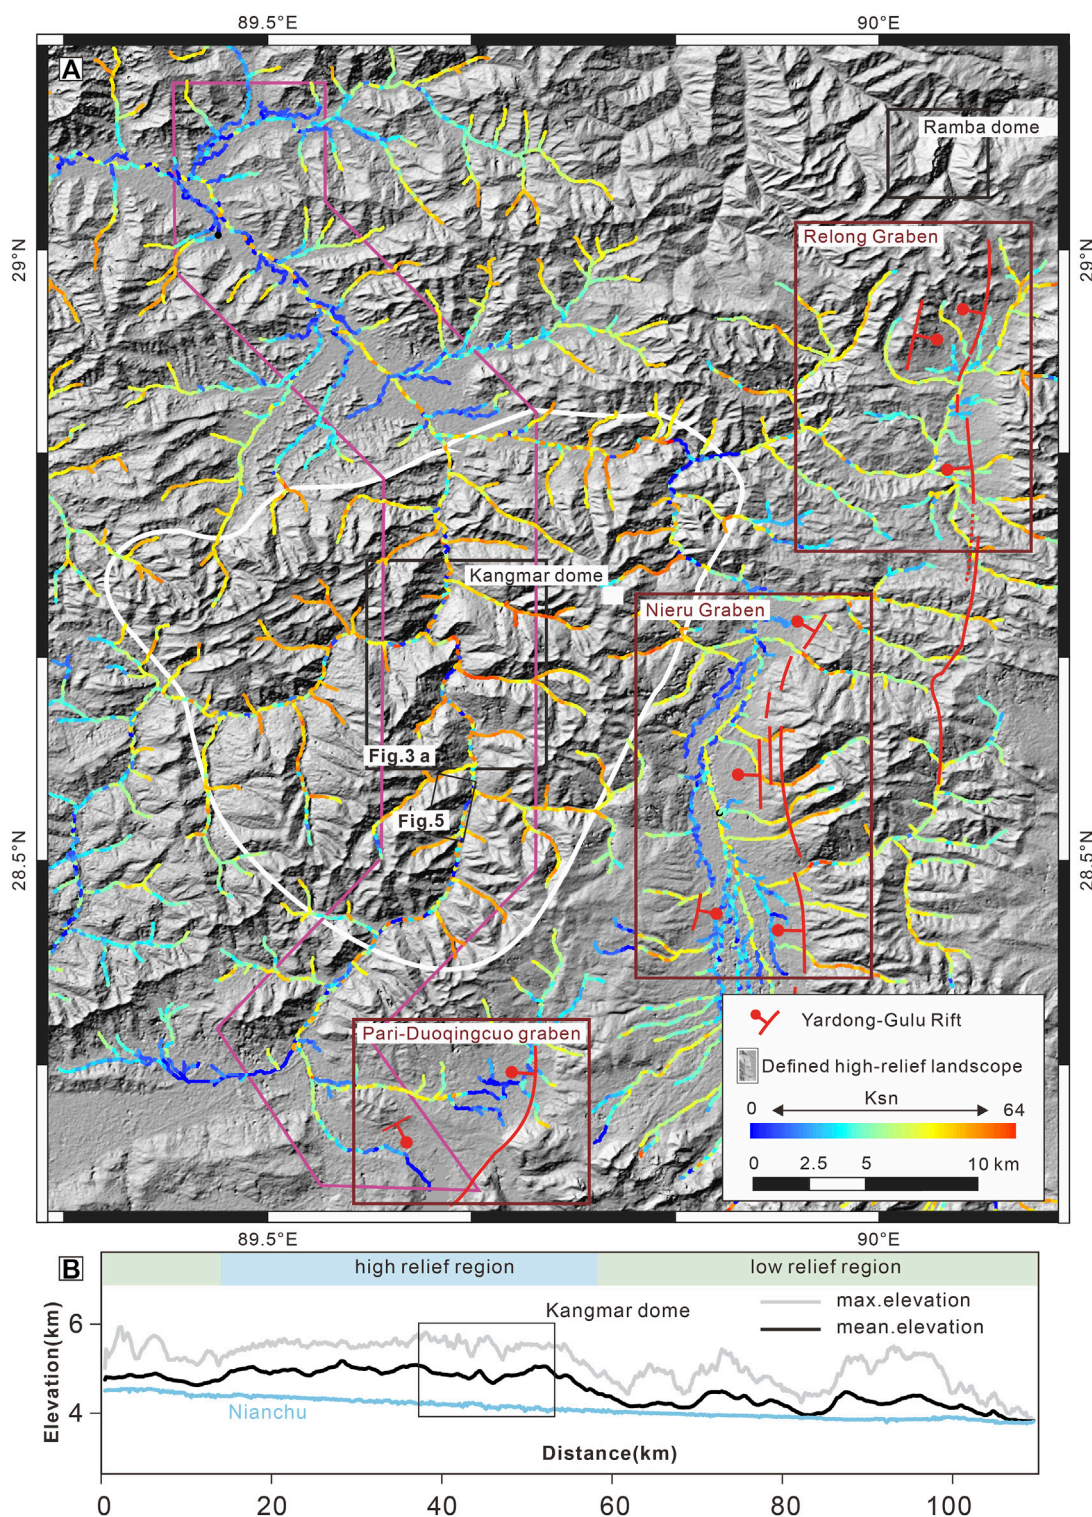 89.5°E
90°E
A
Ramba dome
Relong Graben
29°N
29°N
Kangmar dome
Nieru Graben
Fig.3 a
Fig.5
28.5°N
28.5°N
Pari-Duoqingcuo graben
Yardong-Gulu Rift
Defined high-relief landscape
Ksn
0
64
0
2.5
5
10 km
89.5°E
90°E
B
high relief region
low relief region
Kangmar dome
max.elevation
mean.elevation
6
4
Elevation(km)
Nianchu
Distance(km)
0
20
40
60
80
100